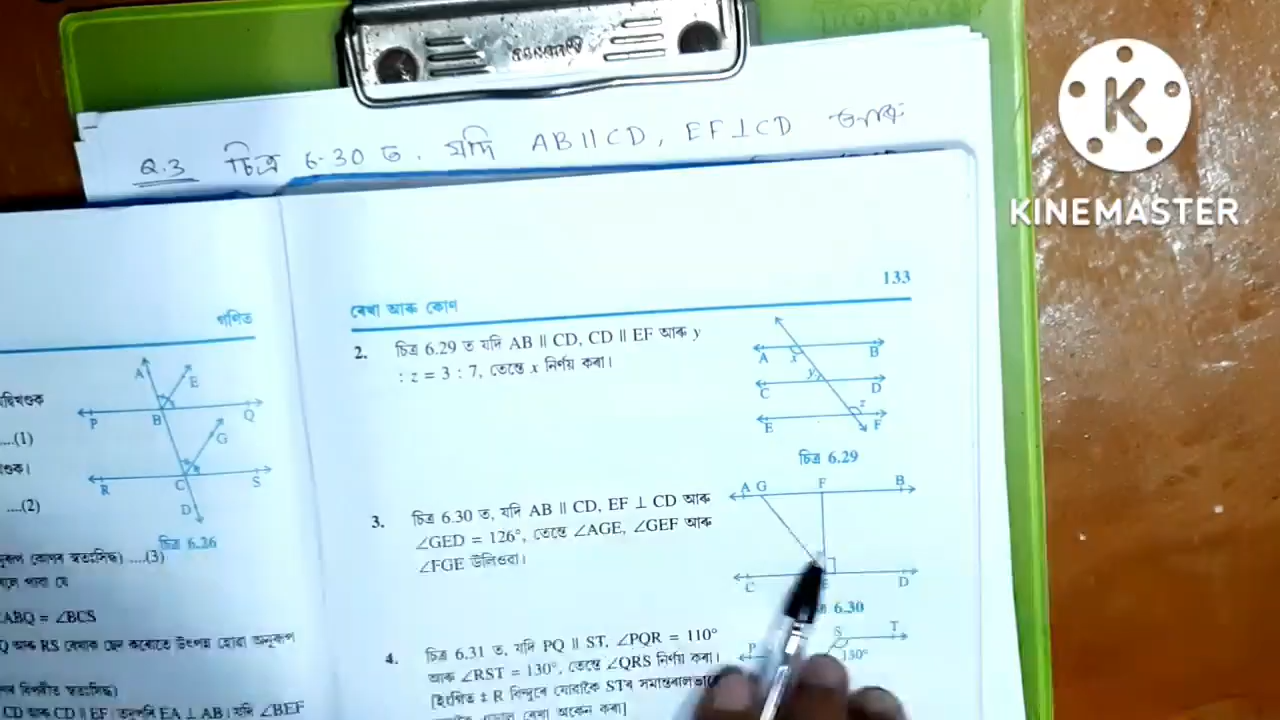 Q.3 চিত্ৰ 6.30 ত. যদি AB || CD, EF ⊥ CD আৰু
KINEMASTER
গণিত
A
E
P B Q
G
R C S
D
চিত্ৰ 6.26
....(1)
....(2)
....(3)
∠ABQ = ∠BCS
ৰেখা আৰু কোণ 133
2. চিত্ৰ 6.29 ত যদি AB || CD, CD || EF আৰু y
: z = 3 : 7, তেন্তে x নিৰ্ণয় কৰা।
A x B
C y D
E z F
চিত্ৰ 6.29
3. চিত্ৰ 6.30 ত, যদি AB || CD, EF ⊥ CD আৰু
∠GED = 126°, তেন্তে ∠AGE, ∠GEF আৰু
∠FGE উলিওৱা।
A G F B
C E D
6.30
4. চিত্ৰ 6.31 ত, যদি PQ || ST, ∠PQR = 110°
আৰু ∠RST = 130°, তেন্তে ∠QRS নিৰ্ণয় কৰা।
P S T
130°